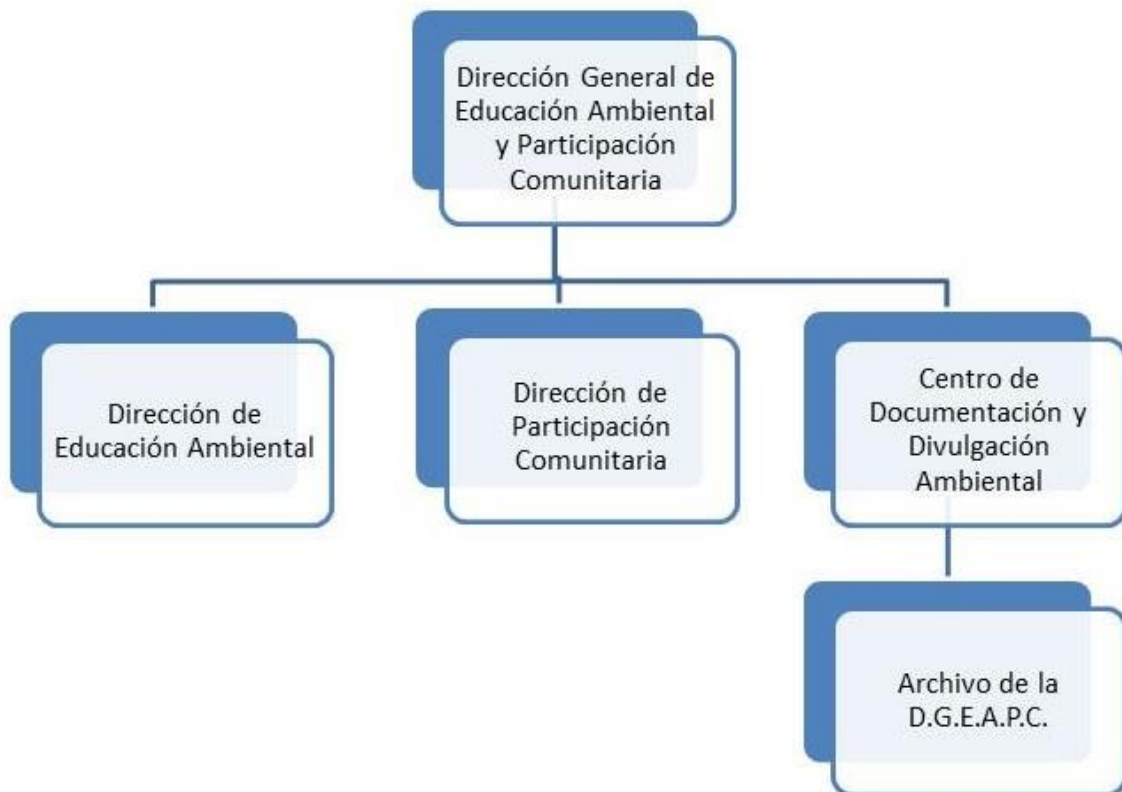 Dirección General de
Educación Ambiental
y Participación
Comunitaria
Dirección de
Educación Ambiental
Dirección de
Participación
Comunitaria
Centro de
Documentación y
Divulgación
Ambiental
Archivo de la
D.G.E.A.P.C.